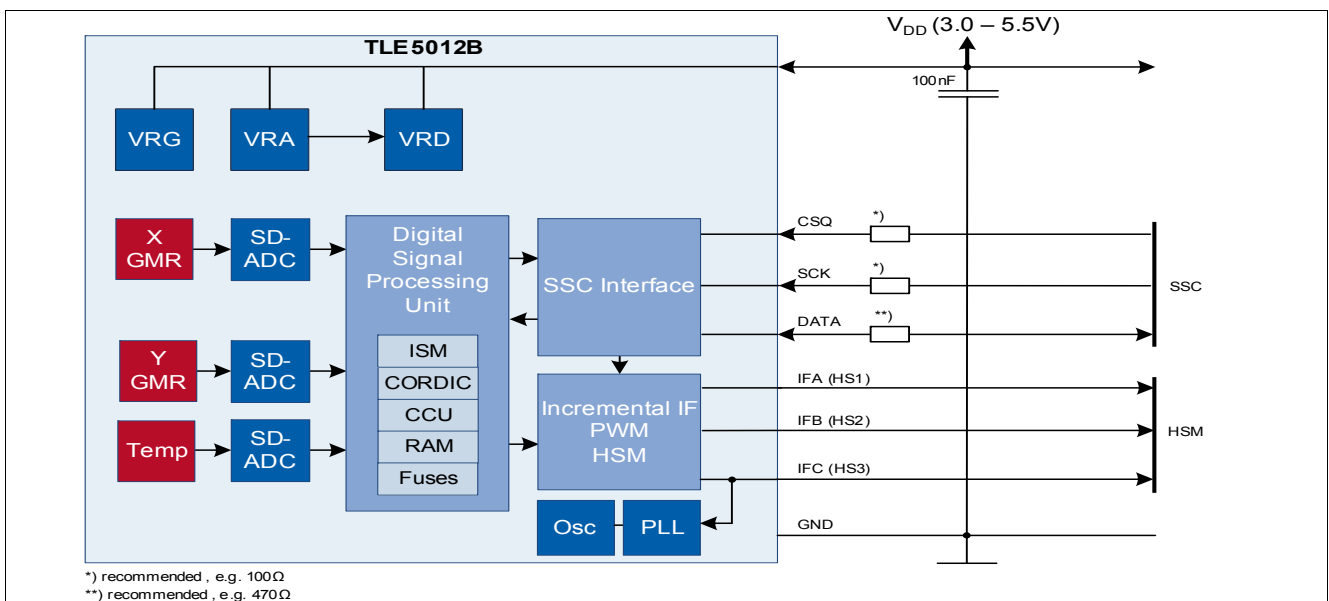 V_DD (3.0 – 5.5V)
TLE5012B
100nF
VRG
VRA
VRD
X
GMR
SD-
ADC
Digital
Signal
Processing
Unit
SSC Interface
CSQ
*)
SCK
*)
DATA
**)
SSC
Y
GMR
SD-
ADC
ISM
CORDIC
CCU
RAM
Fuses
Incremental IF
PWM
HSM
IFA (HS1)
IFB (HS2)
IFC (HS3)
HSM
Temp
SD-
ADC
Osc
PLL
GND
*) recommended , e.g. 100Ω
**) recommended , e.g. 470Ω